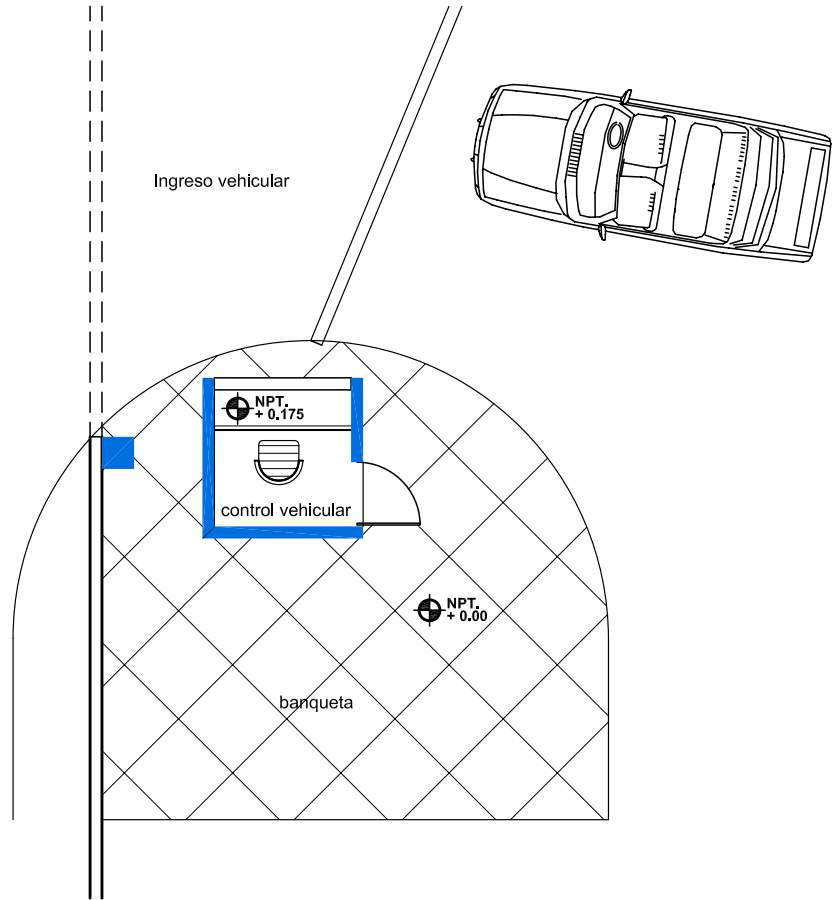 Ingreso vehicular
NPT.
+ 0.175
control vehicular
NPT.
+ 0.00
banqueta